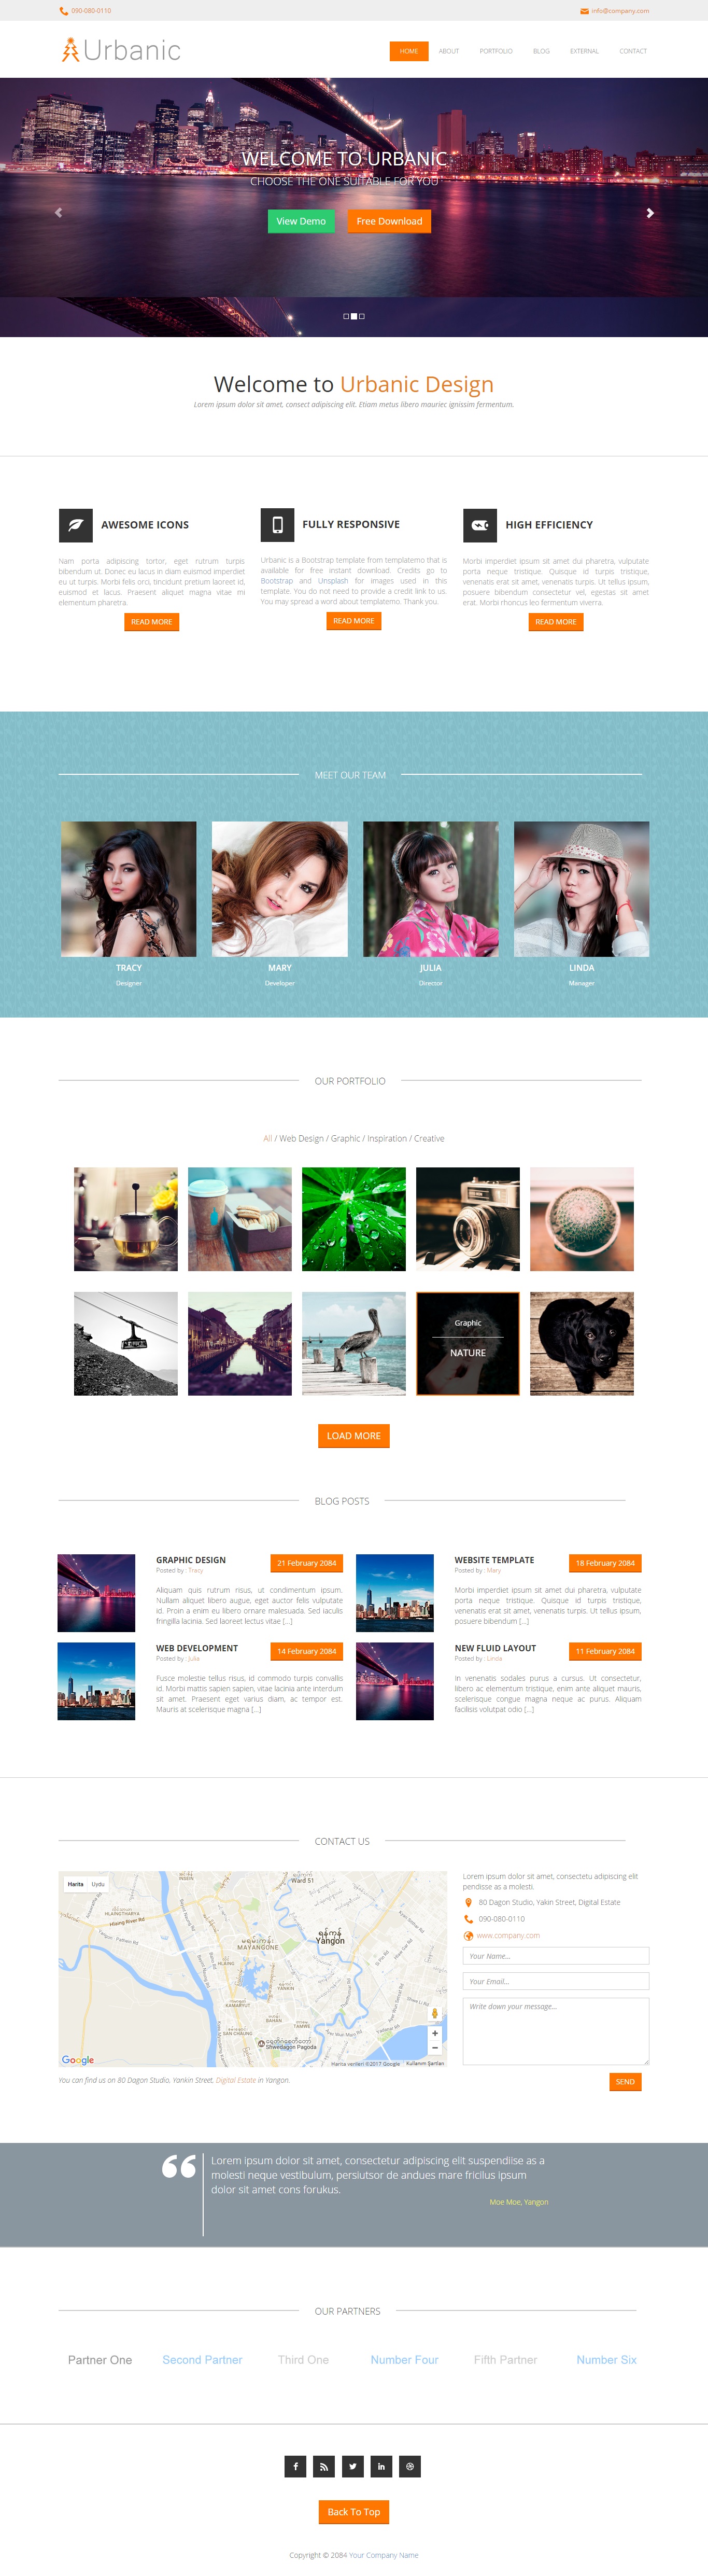 090-080-0110
info@company.com
Urbanic
HOME
ABOUT
PORTFOLIO
BLOG
EXTERNAL
CONTACT
WELCOME TO URBANIC
CHOOSE THE ONE SUITABLE FOR YOU
View Demo
Free Download
Welcome to Urbanic Design
Lorem ipsum dolor sit amet, consect adipiscing elit. Etiam metus libero mauriec ignissim fermentum.
AWESOME ICONS
Nam porta adipiscing tortor, eget rutrum turpis
bibendum ut. Donec eu lacus in diam euismod imperdiet
eu ut turpis. Morbi felis orci, tincidunt pretium laoreet id,
euismod et lacus. Praesent aliquet magna vitae mi
elementum pharetra.
READ MORE
FULLY RESPONSIVE
Urbanic is a Bootstrap template from templatemo that is
available for free instant download. Credits go to
Bootstrap and Unsplash for images used in this
template. You do not need to provide a credit link to us.
You may spread a word about templatemo. Thank you.
READ MORE
HIGH EFFICIENCY
Morbi imperdiet ipsum sit amet dui pharetra, vulputate
porta neque tristique. Quisque id turpis tristique,
venenatis erat sit amet, venenatis turpis. Ut tellus ipsum,
posuere bibendum consectetur vel, egestas sit amet
erat. Morbi rhoncus leo fermentum viverra.
READ MORE
MEET OUR TEAM
TRACY
Designer
MARY
Developer
JULIA
Director
LINDA
Manager
OUR PORTFOLIO
All / Web Design / Graphic / Inspiration / Creative
Graphic
NATURE
LOAD MORE
BLOG POSTS
GRAPHIC DESIGN
Posted by : Tracy
21 February 2084
Aliquam quis rutrum risus, ut condimentum ipsum.
Nullam aliquet libero augue, eget auctor felis vulputate
id. Proin a enim eu libero ornare malesuada. Sed iaculis
fringilla lacinia. Sed laoreet lectus vitae [...]
WEBSITE TEMPLATE
Posted by : Mary
18 February 2084
Morbi imperdiet ipsum sit amet dui pharetra, vulputate
porta neque tristique. Quisque id turpis tristique,
venenatis erat sit amet, venenatis turpis. Ut tellus ipsum,
posuere bibendum [...]
WEB DEVELOPMENT
Posted by : Julia
14 February 2084
Fusce molestie tellus risus, id commodo turpis convallis
id. Morbi mattis sapien sapien, vitae lacinia ante interdum
sit amet. Praesent eget varius diam, ac tempor est.
Mauris at scelerisque magna [...]
NEW FLUID LAYOUT
Posted by : Linda
11 February 2084
In venenatis sodales purus a cursus. Ut consectetur,
libero ac elementum tristique, enim ante aliquet mauris,
scelerisque congue magna neque ac purus. Aliquam
facilisis volutpat odio [...]
CONTACT US
Harita
Uydu
Ward 51
HLAINGTHARYA
Hlaing River Rd
MAYANGONE
ရန်ကုန်
Yangon
YANKIN
HLAING
KAMARYUT
BAHAN
TAMWE
SAN CHAUNG
Shwedagon Pagoda
Google
Harita verileri ©2017 Google
Kullanım Şartları
You can find us on 80 Dagon Studio, Yankin Street, Digital Estate in Yangon.
Lorem ipsum dolor sit amet, consectetu adipiscing elit
pendisse as a molesti.
80 Dagon Studio, Yakin Street, Digital Estate
090-080-0110
www.company.com
Your Name...
Your Email...
Write down your message...
SEND
Lorem ipsum dolor sit amet, consectetur adipiscing elit suspendiise as a
molesti neque vestibulum, persiutsor de andues mare fricilus ipsum
dolor sit amet cons forukus.
Moe Moe, Yangon
OUR PARTNERS
Partner One
Second Partner
Third One
Number Four
Fifth Partner
Number Six
Back To Top
Copyright © 2084 Your Company Name